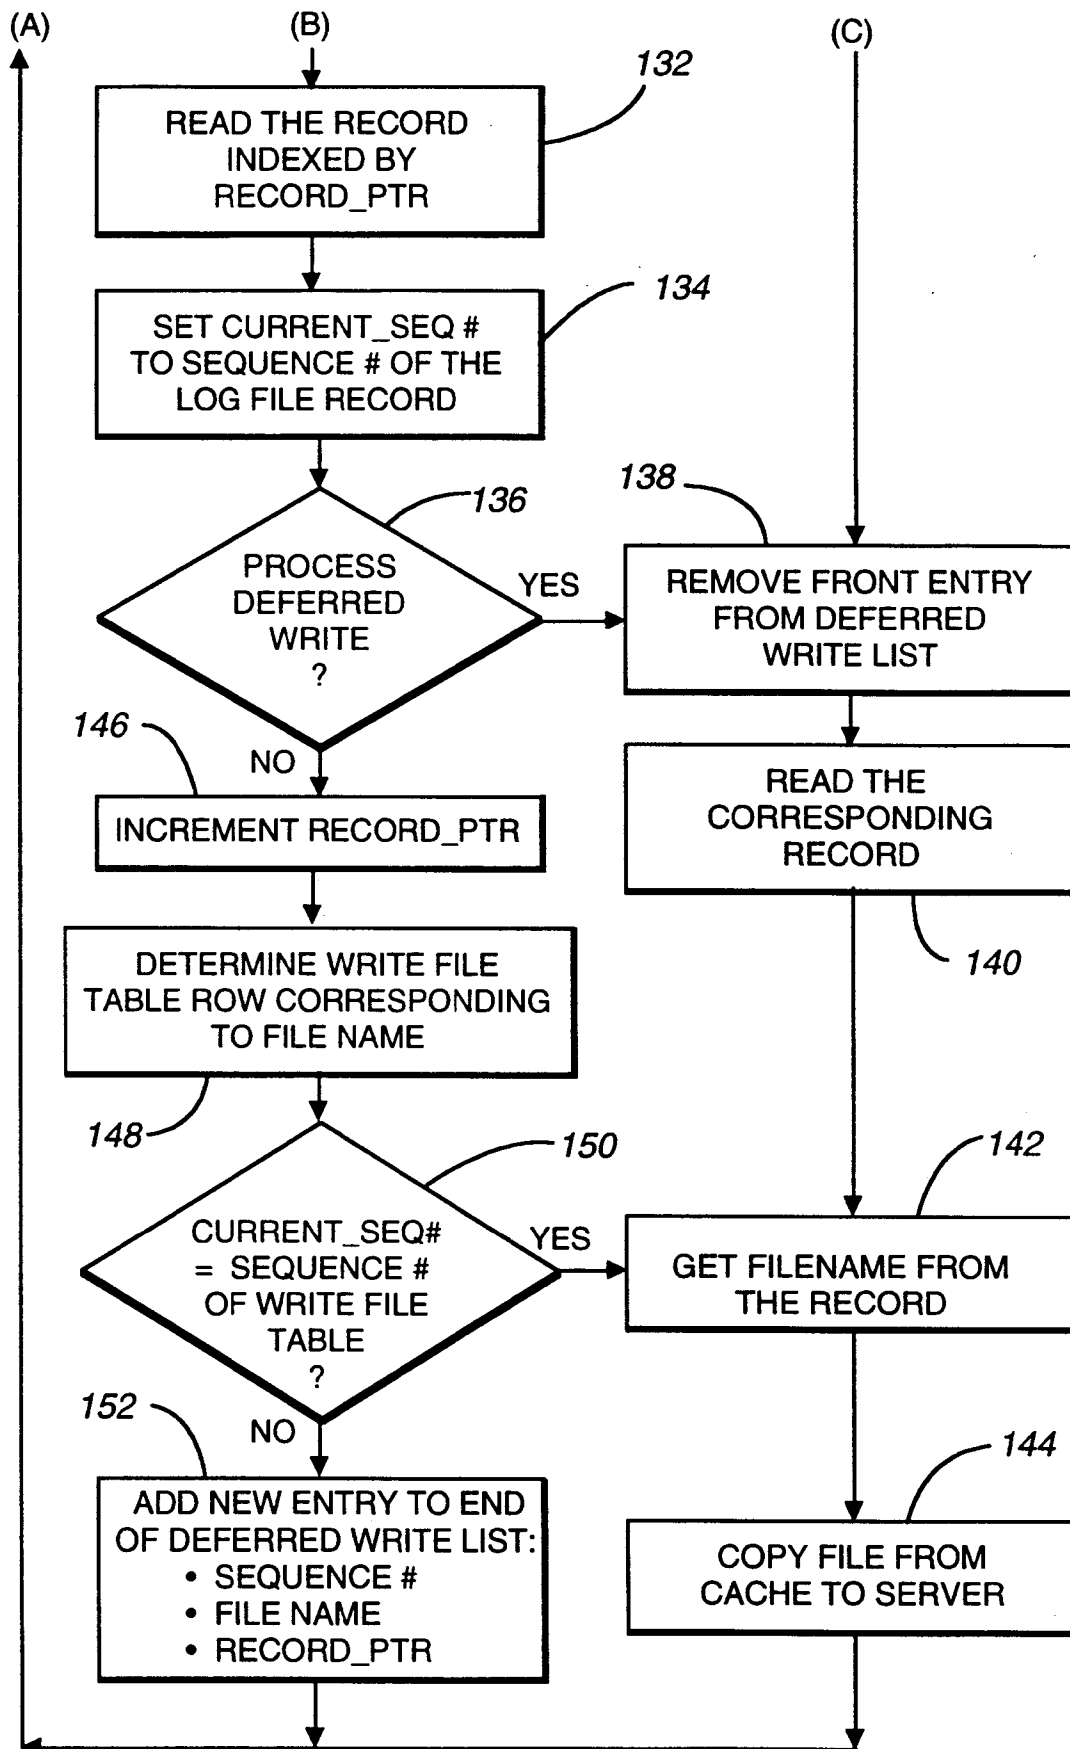 (A)
(B)
(C)
132
READ THE RECORD
INDEXED BY
RECORD_PTR
134
SET CURRENT_SEQ #
TO SEQUENCE # OF THE
LOG FILE RECORD
136
PROCESS
DEFERRED
WRITE
?
YES
138
REMOVE FRONT ENTRY
FROM DEFERRED
WRITE LIST
NO
146
INCREMENT RECORD_PTR
READ THE
CORRESPONDING
RECORD
140
DETERMINE WRITE FILE
TABLE ROW CORRESPONDING
TO FILE NAME
148
150
CURRENT_SEQ#
= SEQUENCE #
OF WRITE FILE
TABLE
?
YES
142
GET FILENAME FROM
THE RECORD
NO
152
ADD NEW ENTRY TO END
OF DEFERRED WRITE LIST:
• SEQUENCE #
• FILE NAME
• RECORD_PTR
144
COPY FILE FROM
CACHE TO SERVER